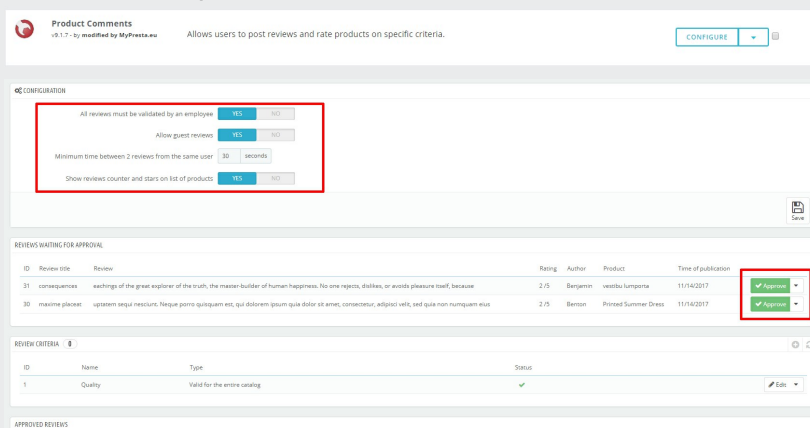 Product Comments
v9.1.7 - by modified by MyPresta.eu
Allows users to post reviews and rate products on specific criteria.
CONFIGURE
CONFIGURATION
All reviews must be validated by an employee YES NO
Allow guest reviews YES NO
Minimum time between 2 reviews from the same user 30 seconds
Show reviews counter and stars on list of products YES NO
Save
REVIEWS WAITING FOR APPROVAL
ID Review title Review Rating Author Product Time of publication
31 consequences eachings of the great explorer of the truth, the master-builder of human happiness. No one rejects, dislikes, or avoids pleasure itself, because 2 /5 Benjamin vestibu lumporta 11/14/2017 Approve
30 maxime placeat uptatem sequi nesciunt. Neque porro quisquam est, qui dolorem ipsum quia dolor sit amet, consectetur, adipisci velit, sed quia non numquam eius 2 /5 Benton Printed Summer Dress 11/14/2017 Approve
REVIEW CRITERIA 0
ID Name Type Status
1 Quality Valid for the entire catalog Edit
APPROVED REVIEWS